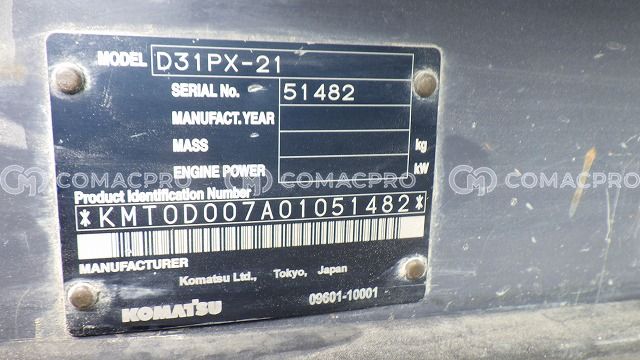 MODEL D31PX-21
SERIAL No. 51482
MANUFACT. YEAR
MASS kg
ENGINE POWER kW
COMACPRO COMACPRO COMACPRO
Product Identification Number
*KMT0D007A01051482*
MANUFACTURER
Komatsu Ltd., Tokyo, Japan
KOMATSU 09601-10001